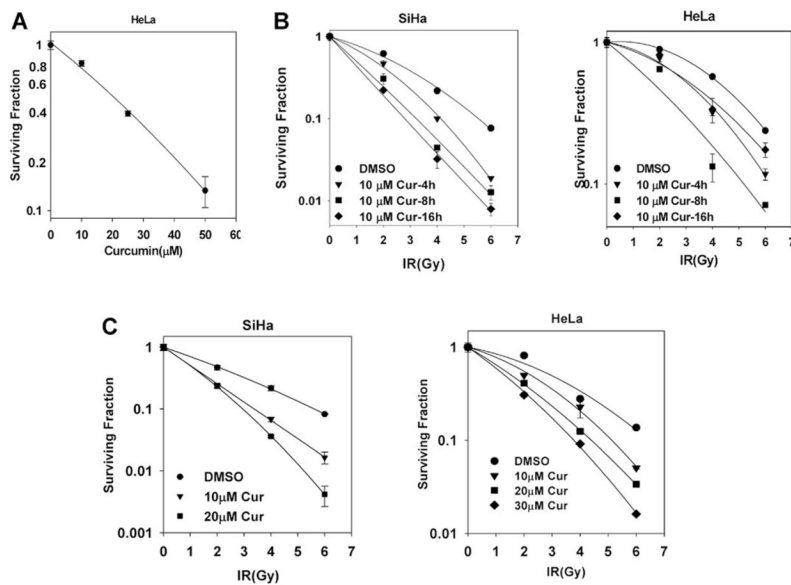 A
HeLa
1
0.8
0.6
0.4
0.2
0.1
Surviving Fraction
0 10 20 30 40 50 60
Curcumin(µM)
B
SiHa
1
0.1
0.01
Surviving Fraction
DMSO
10 µM Cur-4h
10 µM Cur-8h
10 µM Cur-16h
0 1 2 3 4 5 6 7
IR(Gy)
HeLa
1
0.1
Surviving Fraction
DMSO
10 µM Cur-4h
10 µM Cur-8h
10 µM Cur-16h
0 1 2 3 4 5 6 7
IR(Gy)
C
SiHa
1
0.1
0.01
0.001
Surviving Fraction
DMSO
10µM Cur
20µM Cur
0 1 2 3 4 5 6 7
IR(Gy)
HeLa
1
0.1
0.01
Surviving Fraction
DMSO
10µM Cur
20µM Cur
30µM Cur
0 1 2 3 4 5 6 7
IR(Gy)